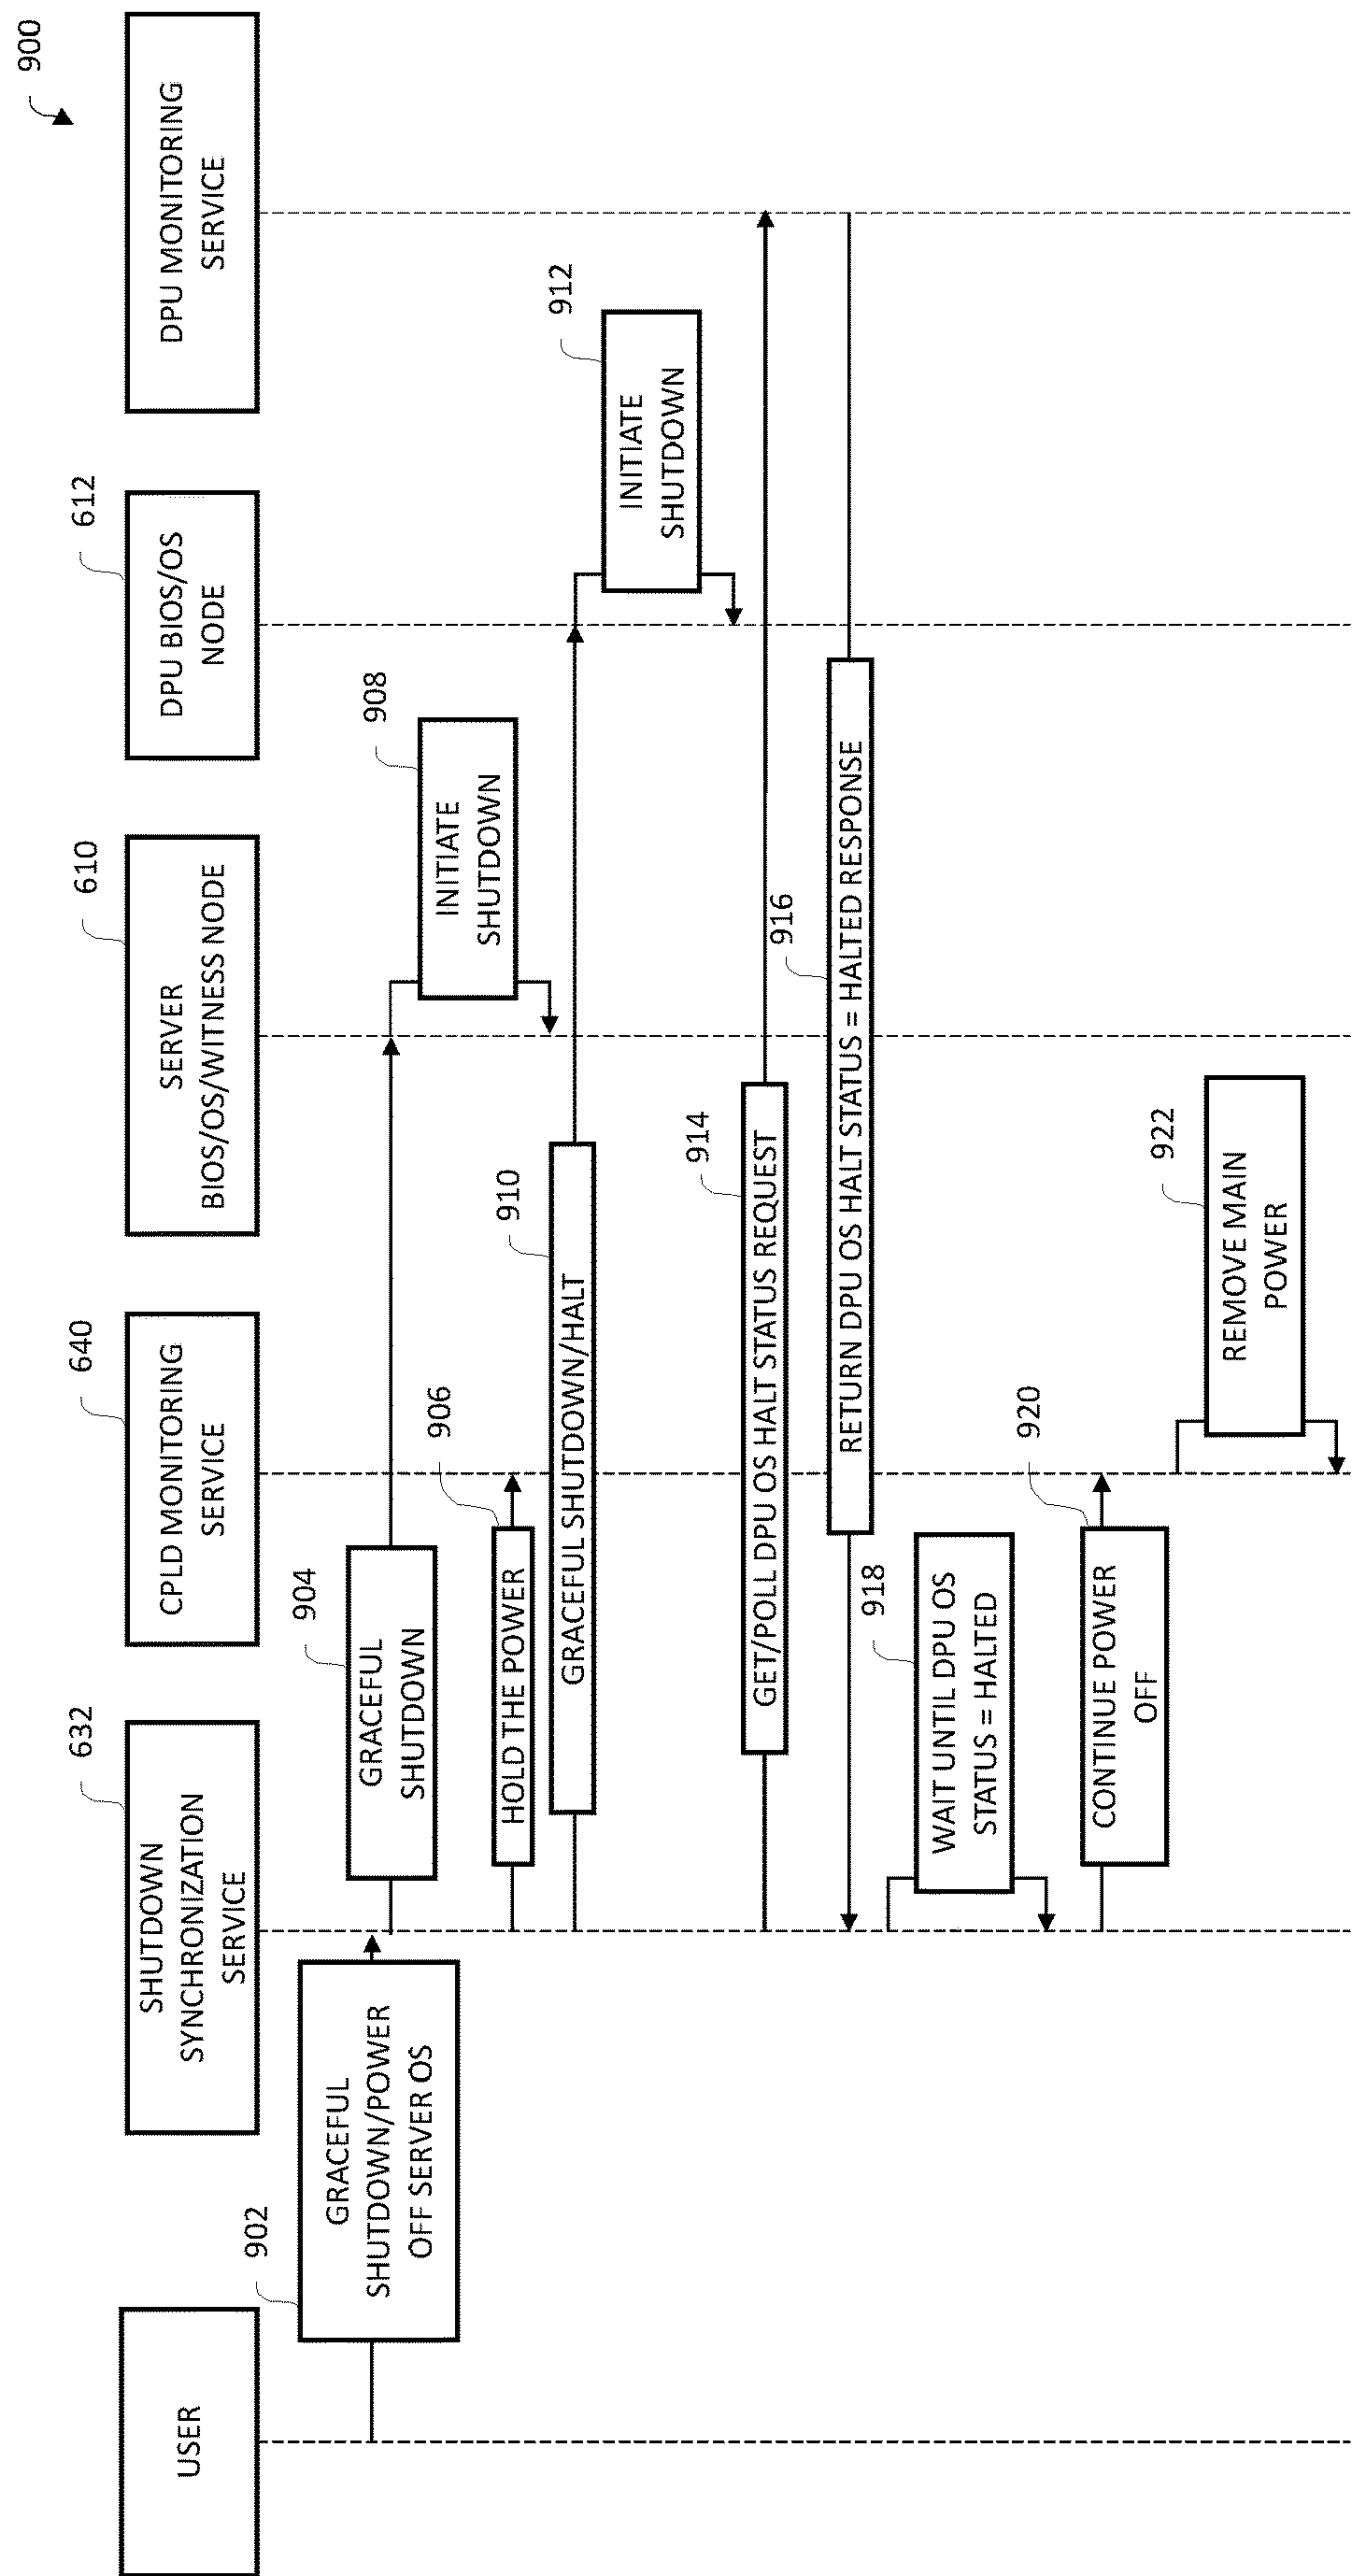 900
USER
632
SHUTDOWN
SYNCHRONIZATION
SERVICE
640
CPLD MONITORING
SERVICE
610
SERVER
BIOS/OS/WITNESS NODE
612
DPU BIOS/OS
NODE
DPU MONITORING
SERVICE
902
GRACEFUL
SHUTDOWN/POWER
OFF SERVER OS
904
GRACEFUL
SHUTDOWN
906
HOLD THE POWER
908
INITIATE
SHUTDOWN
910
GRACEFUL SHUTDOWN/HALT
912
INITIATE
SHUTDOWN
914
GET/POLL DPU OS HALT STATUS REQUEST
916
RETURN DPU OS HALT STATUS = HALTED RESPONSE
918
WAIT UNTIL DPU OS
STATUS = HALTED
920
CONTINUE POWER
OFF
922
REMOVE MAIN
POWER